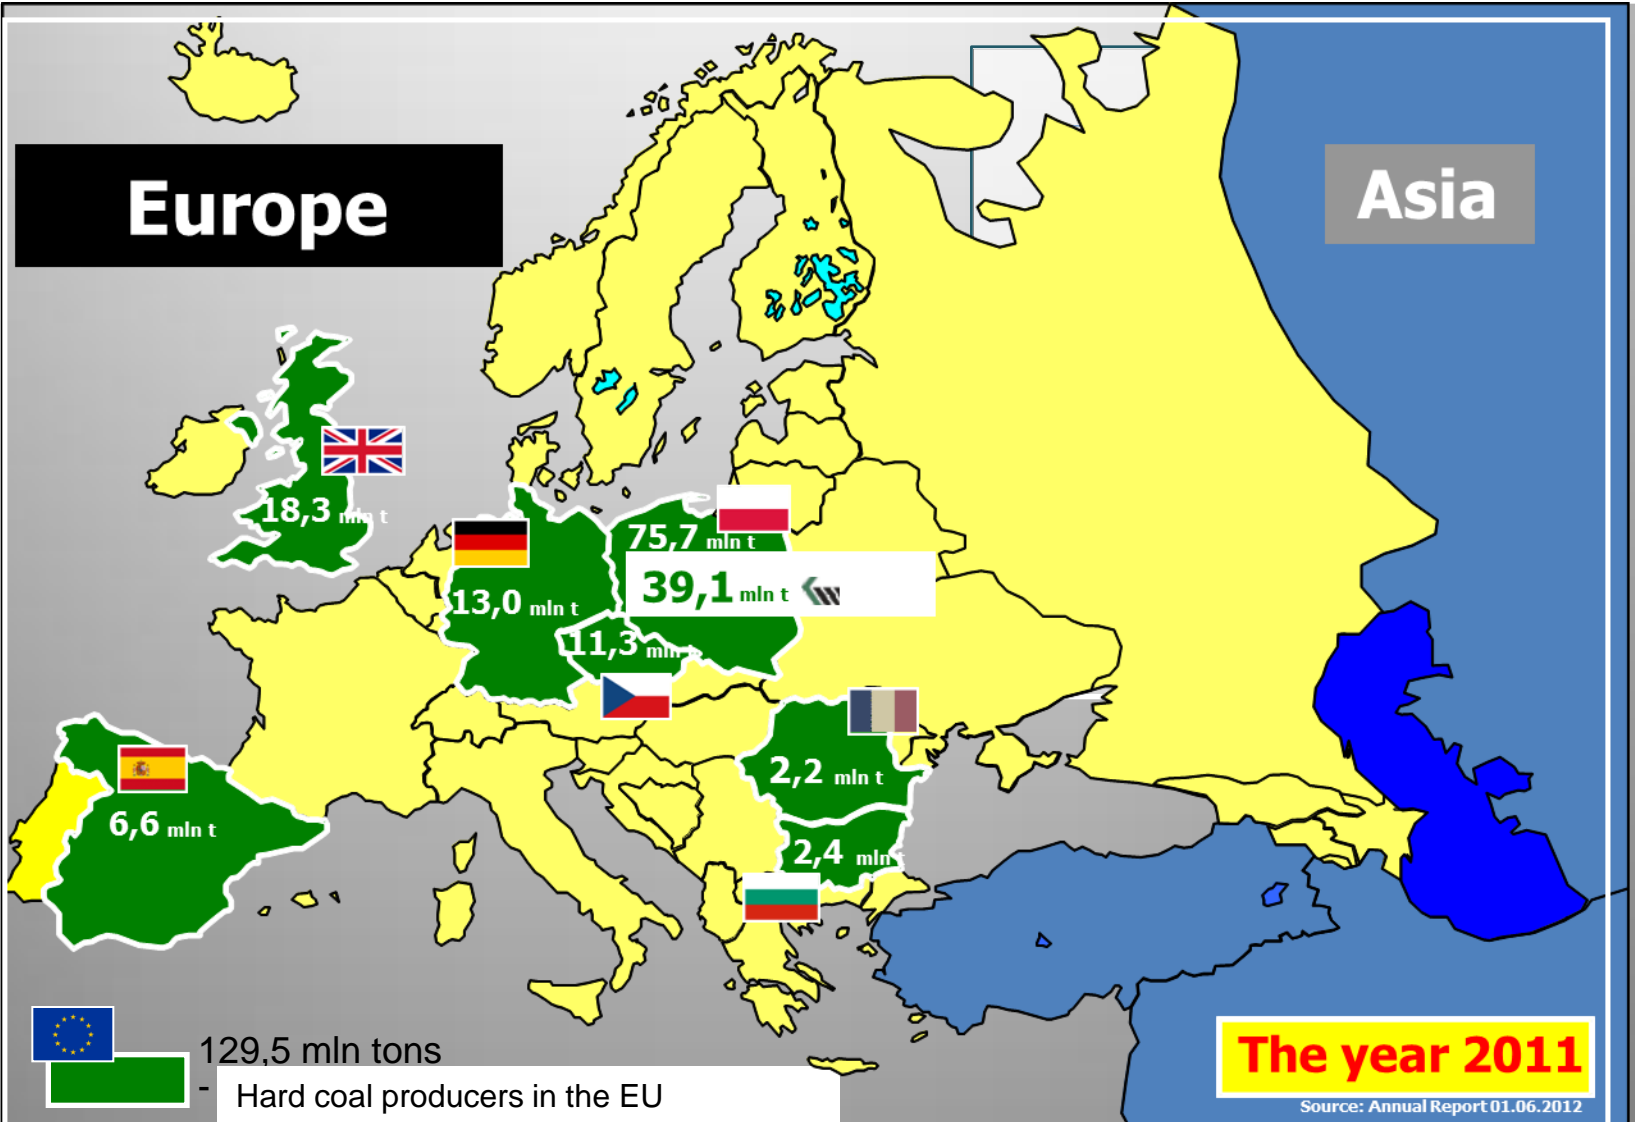 Europe
Asia
18,3 mln t
75,7 mln t
39,1 mln t
13,0 mln t
11,3 mln t
2,2 mln t
6,6 mln t
2,4 mln t
129,5 mln tons
- Hard coal producers in the EU
The year 2011
Source: Annual Report 01.06.2012